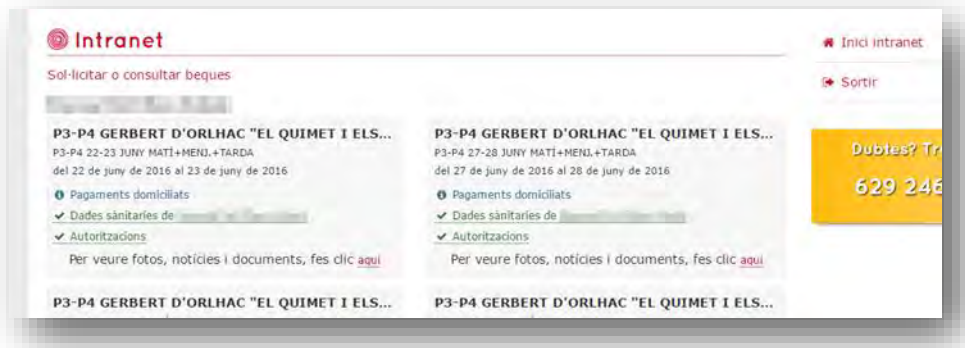 Intranet
Sol·licitar o consultar beques
P3-P4 GERBERT D'ORLHAC "EL QUIMET I ELS...
P3-P4 22-23 JUNY MATÍ+MENJ.+TARDA
del 22 de juny de 2016 al 23 de juny de 2016
Pagaments domiciliats
Dades sànitaries de
Autoritzacions
Per veure fotos, notícies i documents, fes clic aquí
P3-P4 GERBERT D'ORLHAC "EL QUIMET I ELS...
P3-P4 27-28 JUNY MATÍ+MENJ.+TARDA
del 27 de juny de 2016 al 28 de juny de 2016
Pagaments domiciliats
Dades sànitaries de
Autoritzacions
Per veure fotos, notícies i documents, fes clic aquí
P3-P4 GERBERT D'ORLHAC "EL QUIMET I ELS...
P3-P4 GERBERT D'ORLHAC "EL QUIMET I ELS...
Inici intranet
Sortir
Dubtes? Tr
629 246